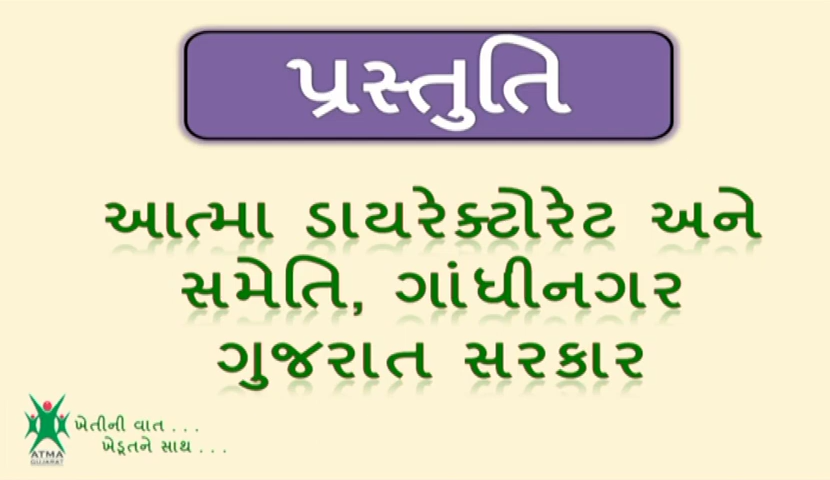 પ્રસ્તુતિ
આત્મા ડાયરેક્ટોરેટ અને
સમેતિ, ગાંધીનગર
ગુજરાત સરકાર
ખેતીની વાત . . .
ખેડૂતને સાથ . . .
ATMA
GUJARAT